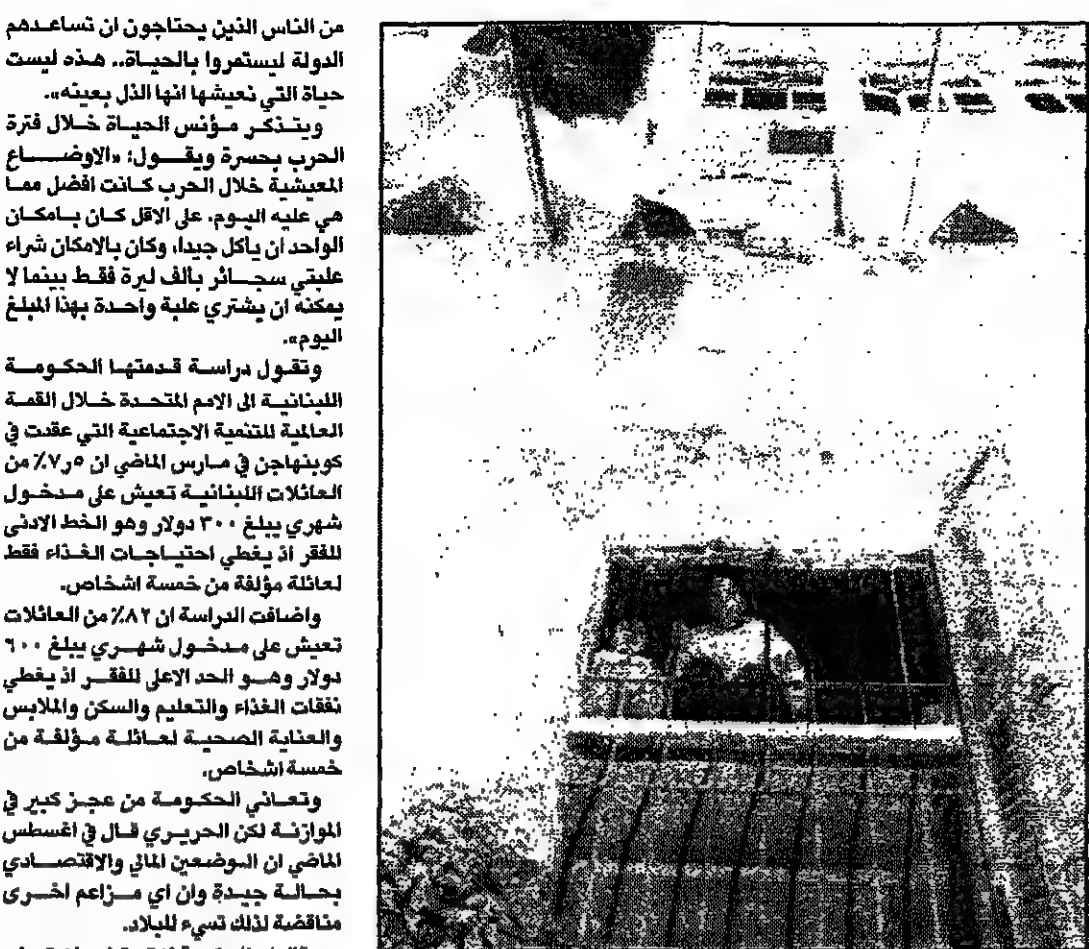 من الناس الذين يحتاجون ان تساعدهم
الدولة ليستمروا بالحياة.. هذه ليست
حياة التي نعيشها انها الذل بعينه».
ويتذكر مؤنس الحياة خلال فترة
الحرب بحسرة ويقول: «الاوضاع
المعيشية خلال الحرب كانت افضل مما
هي عليه اليوم، على الاقل كان بامكان
الواحد ان يأكل جيدا، وكان بالامكان شراء
علبتي سجائر بألف ليرة فقط بينما لا
يمكنه ان يشتري علبة واحدة بهذا المبلغ
اليوم».
وتقول دراسة قدمتها الحكومة
اللبنانية الى الامم المتحدة خلال القمة
العالمية للتنمية الاجتماعية التي عقدت في
كوبنهاجن في مارس الماضي ان ٧٫٥٪ من
العائلات اللبنانية تعيش على مدخول
شهري يبلغ ٣٠٠ دولار وهو الخط الادنى
للفقر اذ يغطي احتياجات الغذاء فقط
لعائلة مؤلفة من خمسة اشخاص.
واضافت الدراسة ان ٨٢٪ من العائلات
تعيش على مدخول شهري يبلغ ٦٠٠
دولار وهو الحد الاعلى للفقر اذ يغطي
نفقات الغذاء والتعليم والسكن والملابس
والعناية الصحية لعائلة مؤلفة من
خمسة اشخاص.
وتعاني الحكومة من عجز كبير في
الموازنة لكن الحريري قال في اغسطس
الماضي ان الوضعين المالي والاقتصادي
بحالة جيدة وان اي مزاعم اخرى
مناقضة لذلك تسيء للبلاد.